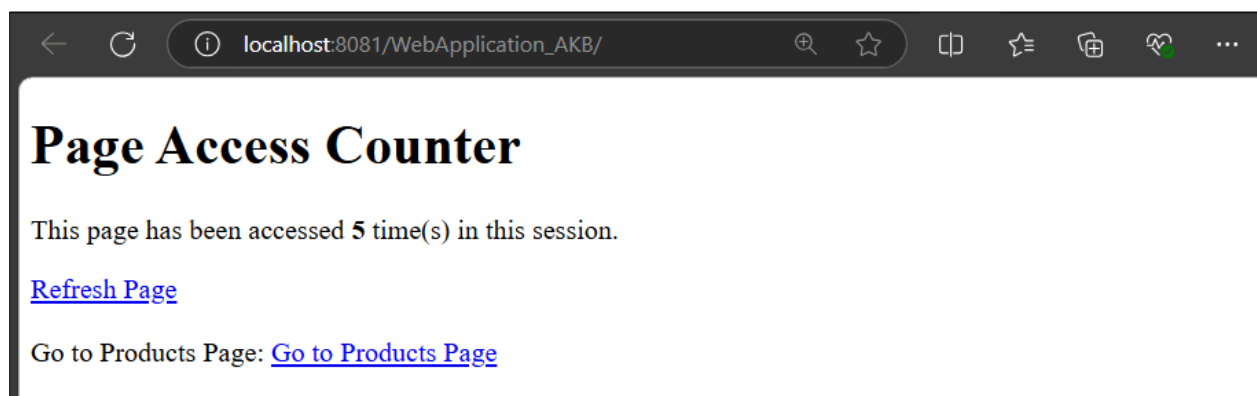 localhost:8081/WebApplication_AKB/
Page Access Counter
This page has been accessed 5 time(s) in this session.
Refresh Page
Go to Products Page: Go to Products Page